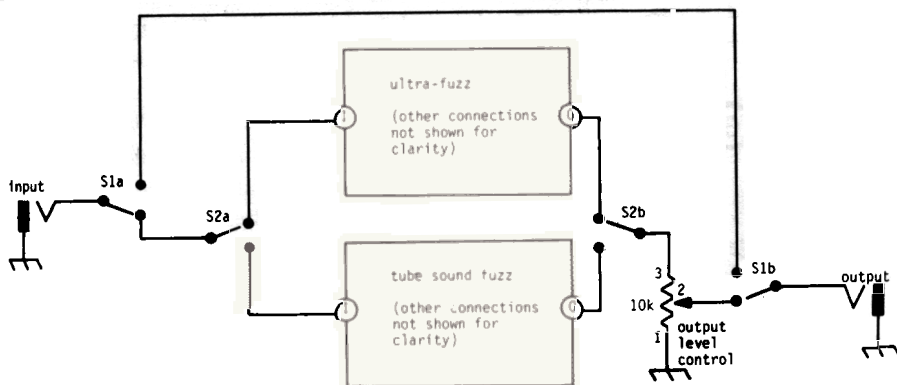 ultra-fuzz
(other connections
not shown for
clarity)
I
O
input
S1a
S2a
S2b
S1b
output
tube sound fuzz
(other connections
not shown for
clarity)
I
O
3
2
10k
1
output
level
control